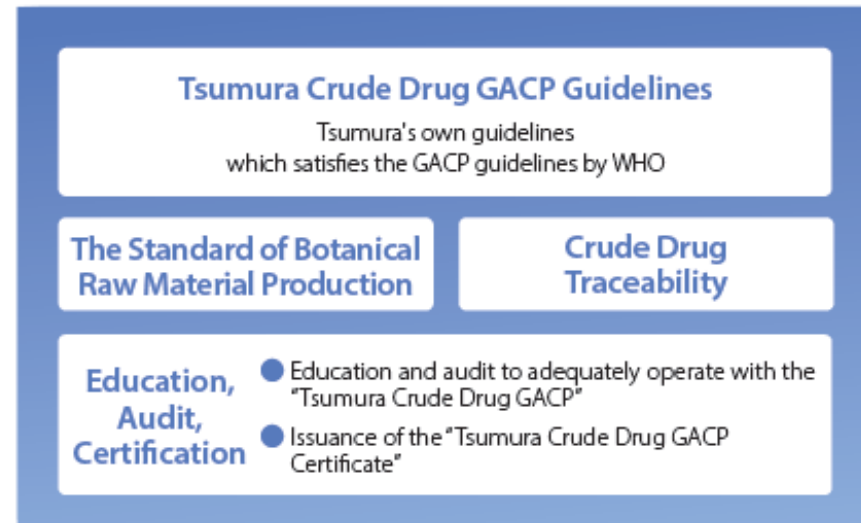 Tsumura Crude Drug GACP Guidelines
Tsumura's own guidelines
which satisfies the GACP guidelines by WHO
The Standard of Botanical
Raw Material Production
Crude Drug
Traceability
Education,
Audit,
Certification
● Education and audit to adequately operate with the
“Tsumura Crude Drug GACP”
● Issuance of the “Tsumura Crude Drug GACP
Certificate”